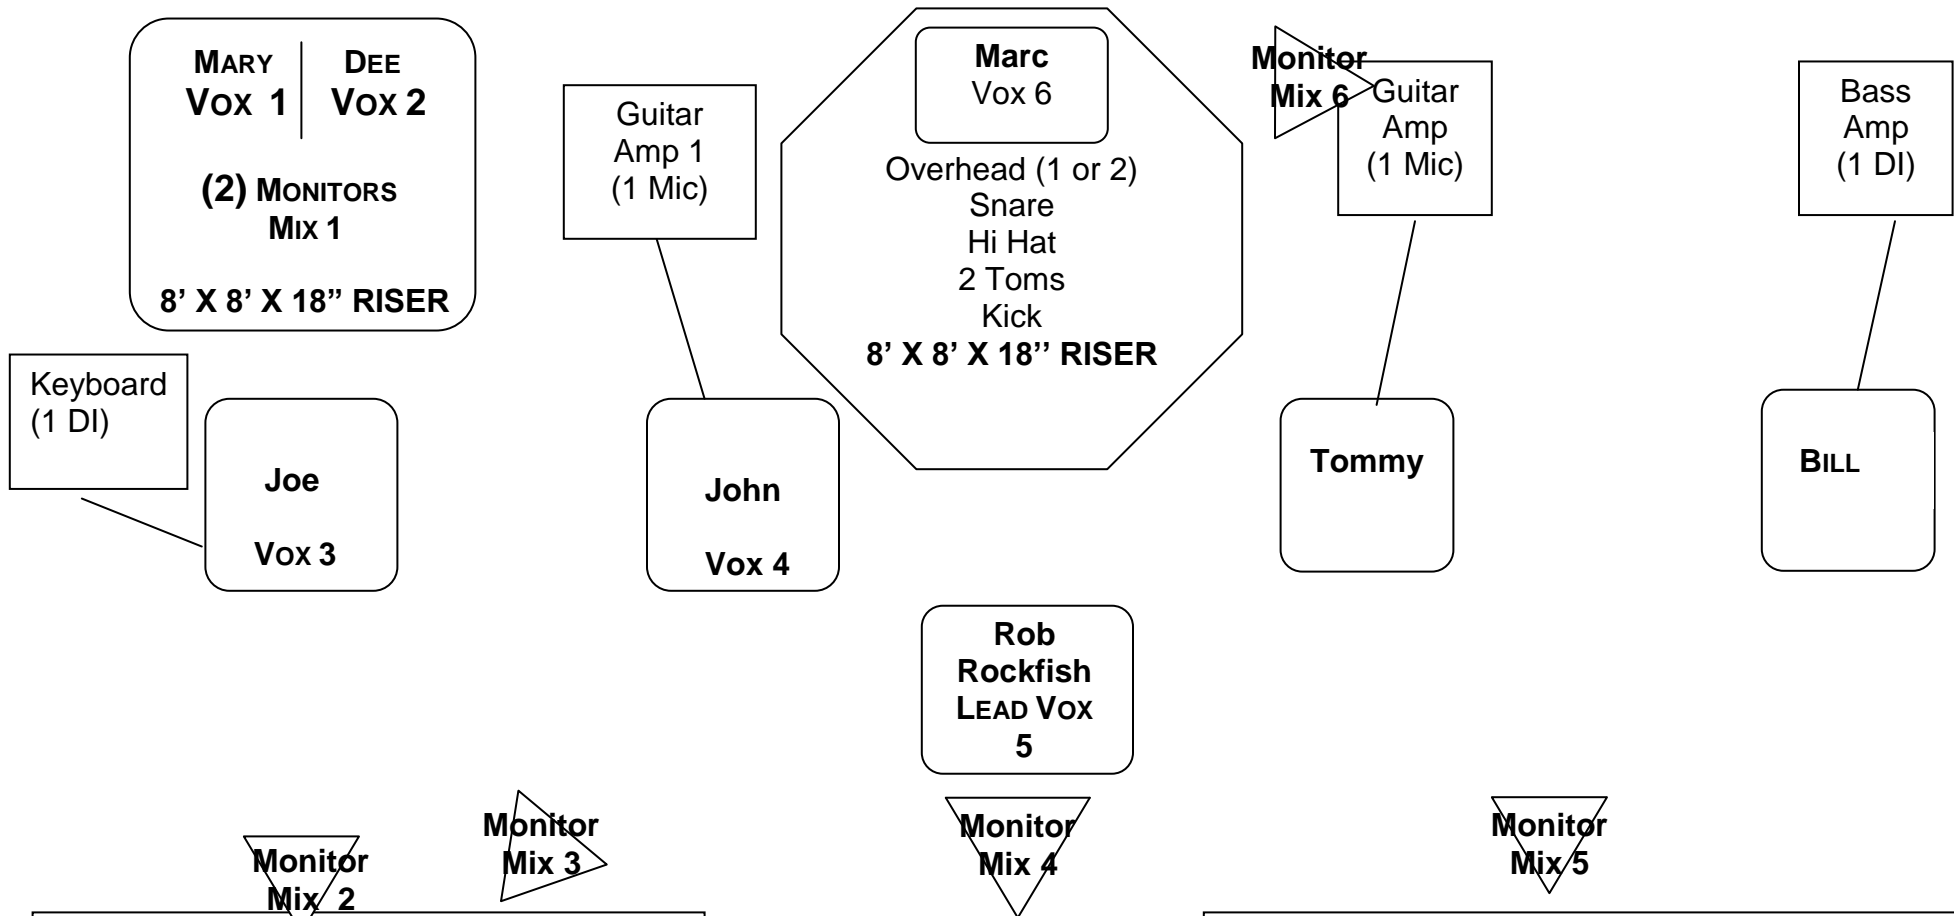 MARY
VOX 1
DEE
VOX 2
(2) MONITORS
MIX 1
8' X 8' X 18'' RISER
Guitar
Amp 1
(1 Mic)
Marc
Vox 6
Overhead (1 or 2)
Snare
Hi Hat
2 Toms
Kick
8' X 8' X 18'' RISER
Monitor
Mix 6
Guitar
Amp
(1 Mic)
Bass
Amp
(1 DI)
Keyboard
(1 DI)
Joe
VOX 3
John
Vox 4
Tommy
BILL
Rob
Rockfish
LEAD VOX
5
Monitor
Mix 2
Monitor
Mix 3
Monitor
Mix 4
Monitor
Mix 5